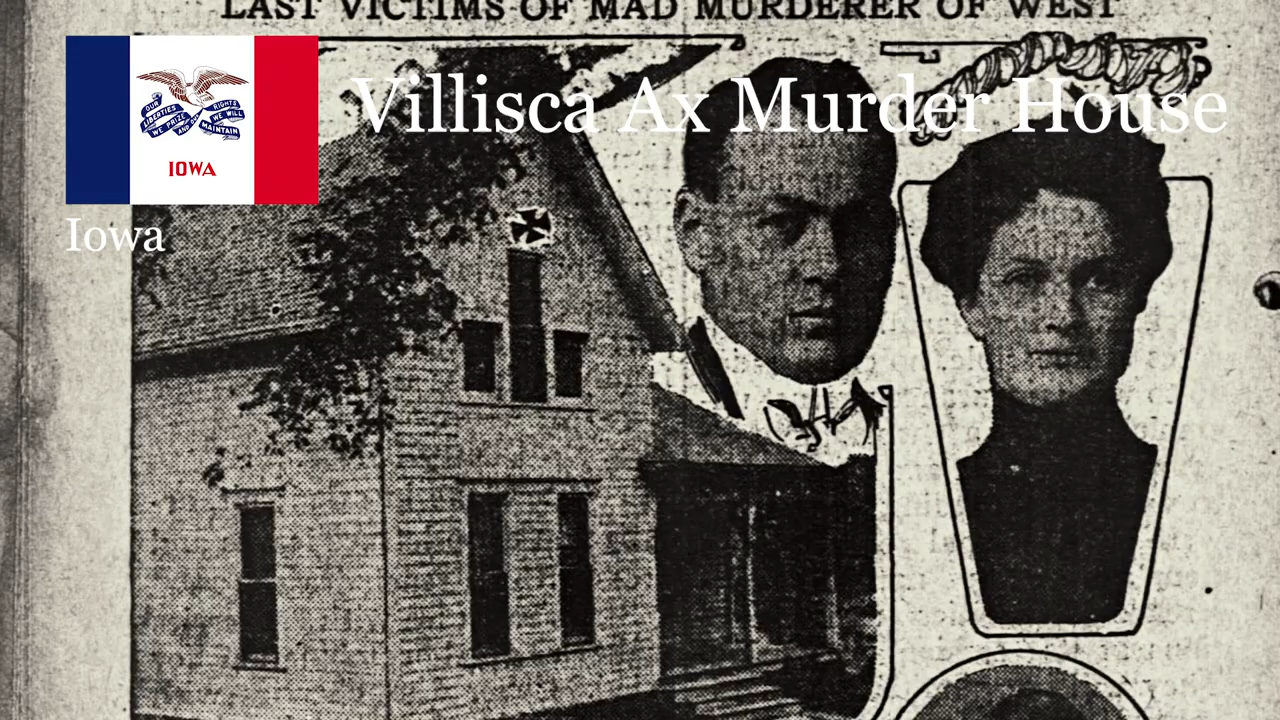 LAST VICTIMS OF MAD MURDERER OF WEST
Villisca Ax Murder House
OUR LIBERTIES WE PRIZE AND OUR RIGHTS WE WILL MAINTAIN
IOWA
Iowa